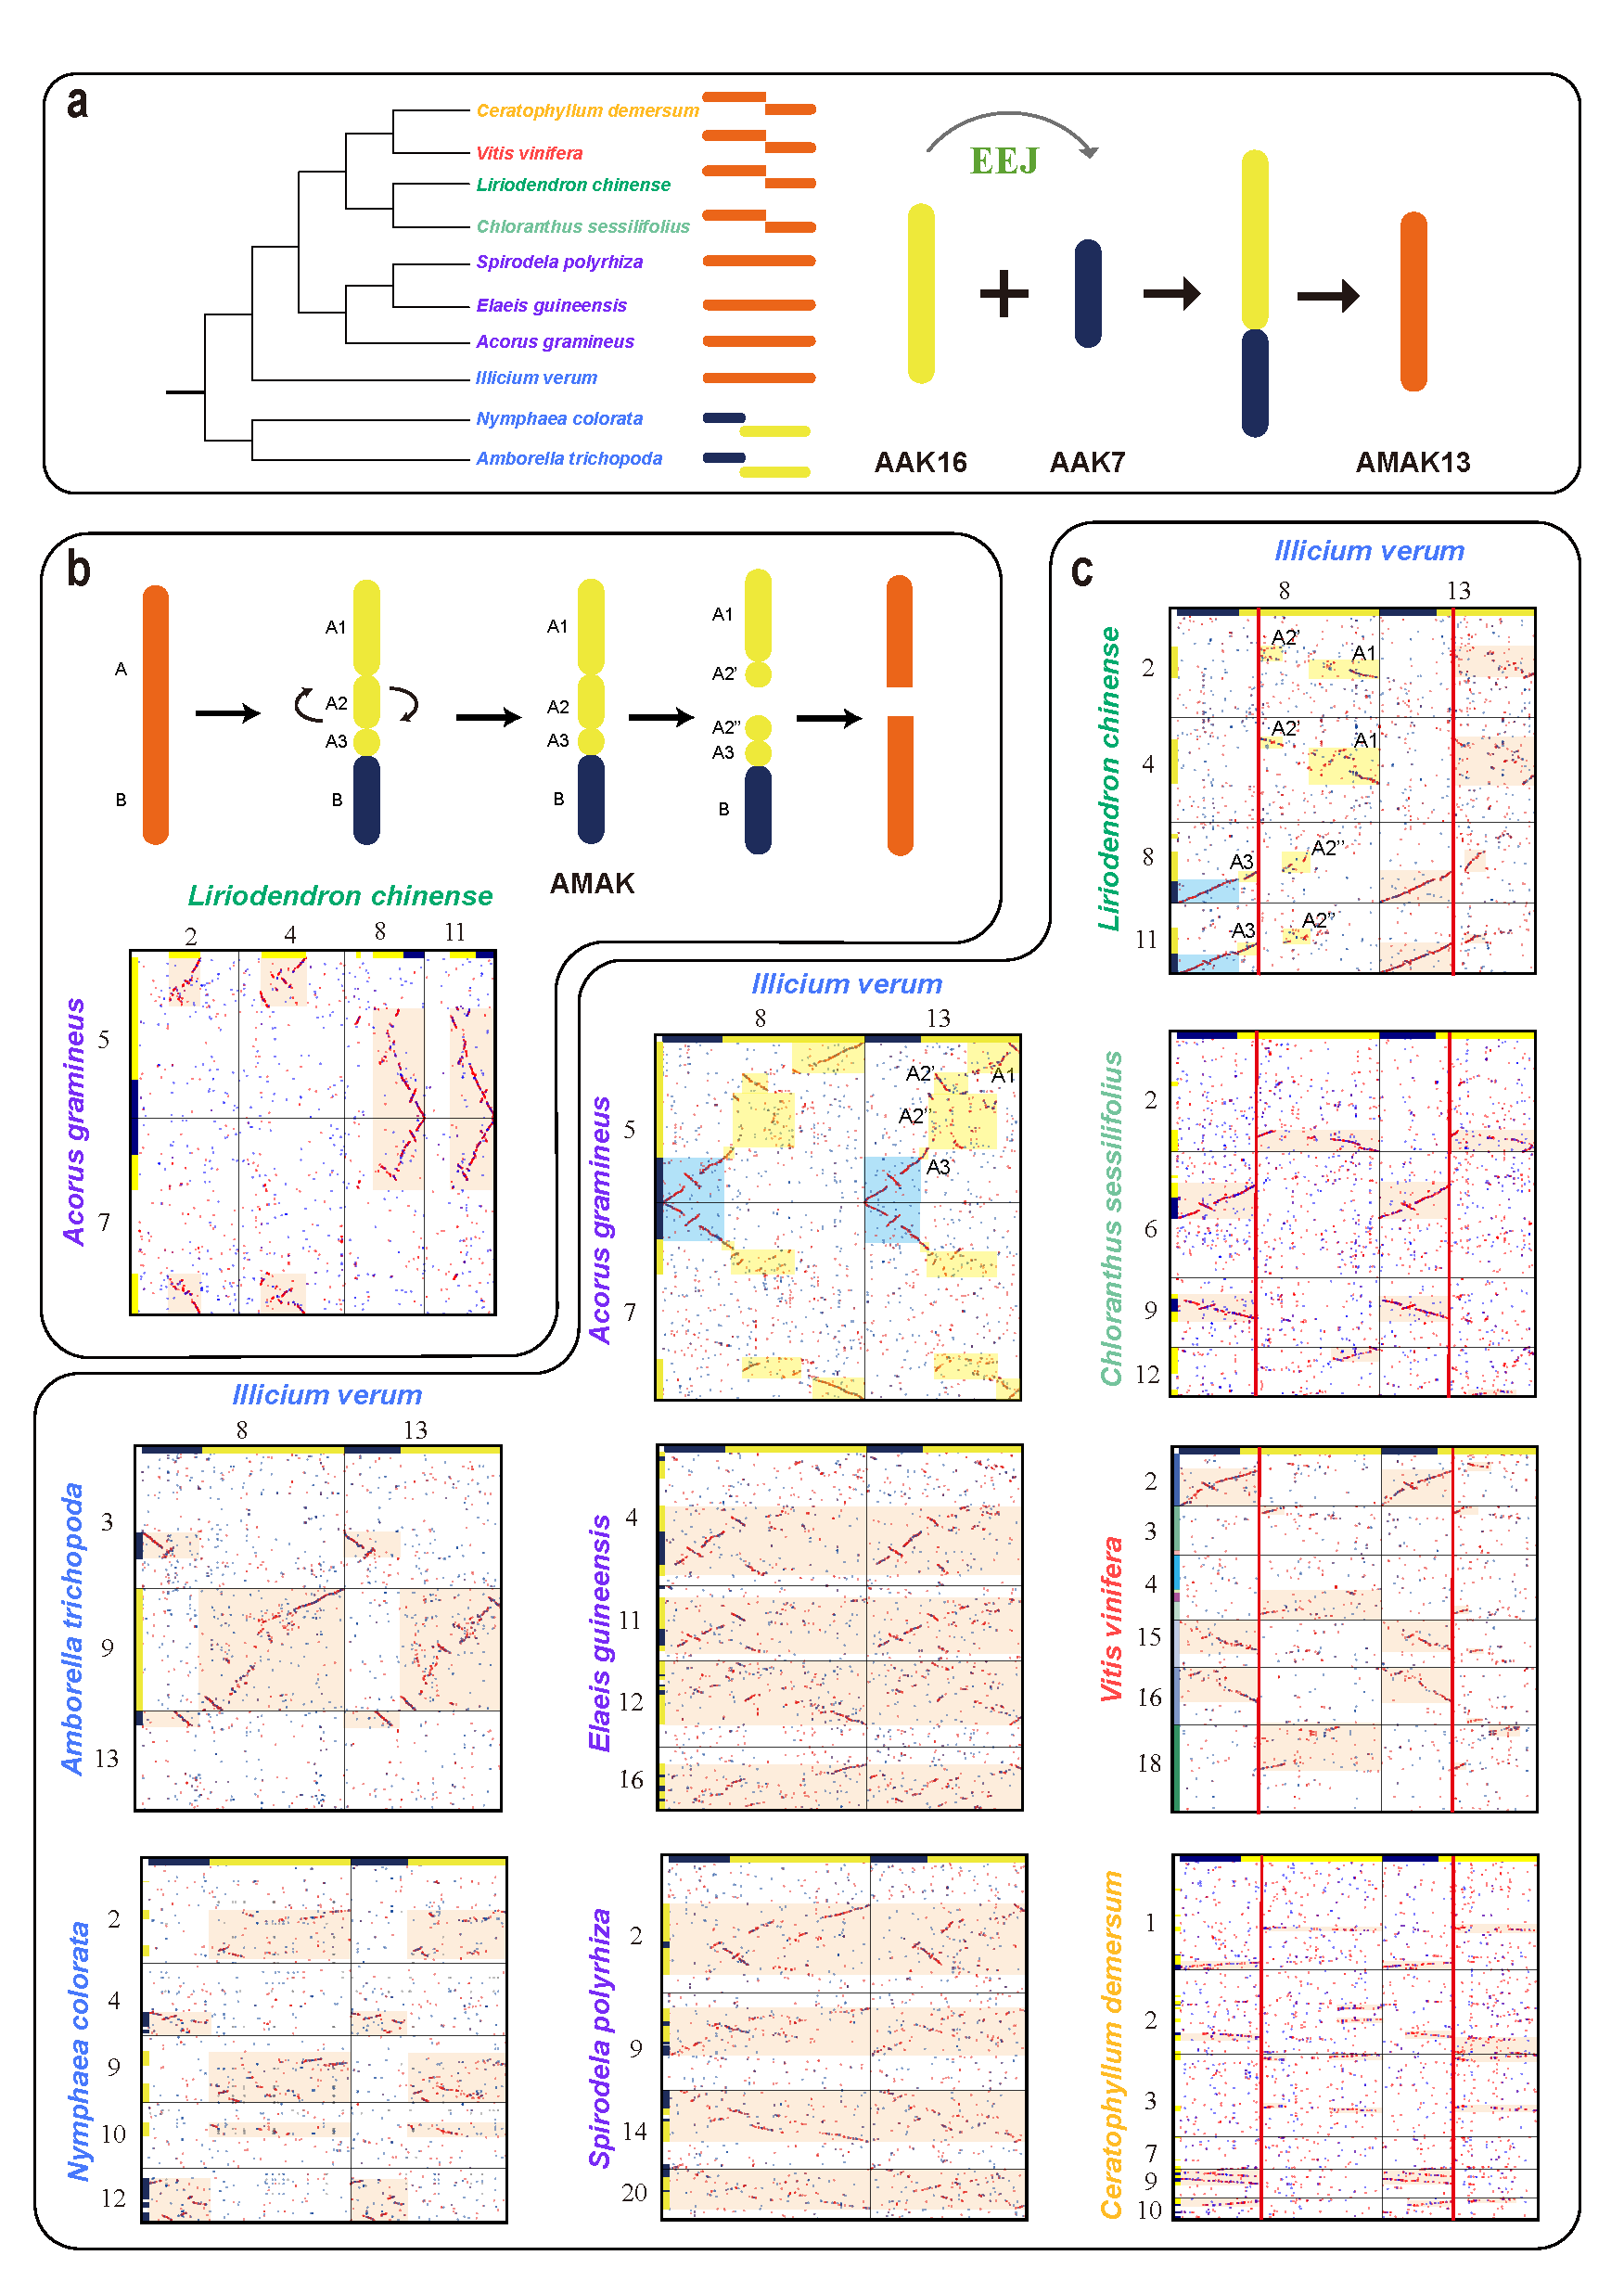 a
Ceratophyllum demersum
Vitis vinifera
Liriodendron chinense
Chloranthus sessilifolius
Spirodela polyrhiza
Elaeis guineensis
Acorus gramineus
Illicium verum
Nymphaea colorata
Amborella trichopoda
EEJ
+
AAK16
AAK7
AMAK13
b
A
B
A1
A2
A3
B
A1
A2
A3
B
AMAK
A1
A2'
A2''
A3
B
Liriodendron chinense
2 4 8 11
Acorus gramineus
5
7
c
Illicium verum
8 13
Liriodendron chinense
2
4
8
11
A2'
A1
A2'
A1
A3
A2''
A3
A2''
Illicium verum
8 13
Acorus gramineus
5
7
A2'
A1
A2''
A3
Chloranthus sessilifolius
2
6
9
12
Illicium verum
8 13
Amborella trichopoda
3
9
13
Elaeis guineensis
4
11
12
16
Vitis vinifera
2
3
4
15
16
18
Nymphaea colorata
2
4
9
10
12
Spirodela polyrhiza
2
9
14
20
Ceratophyllum demersum
1
2
3
7
9
10